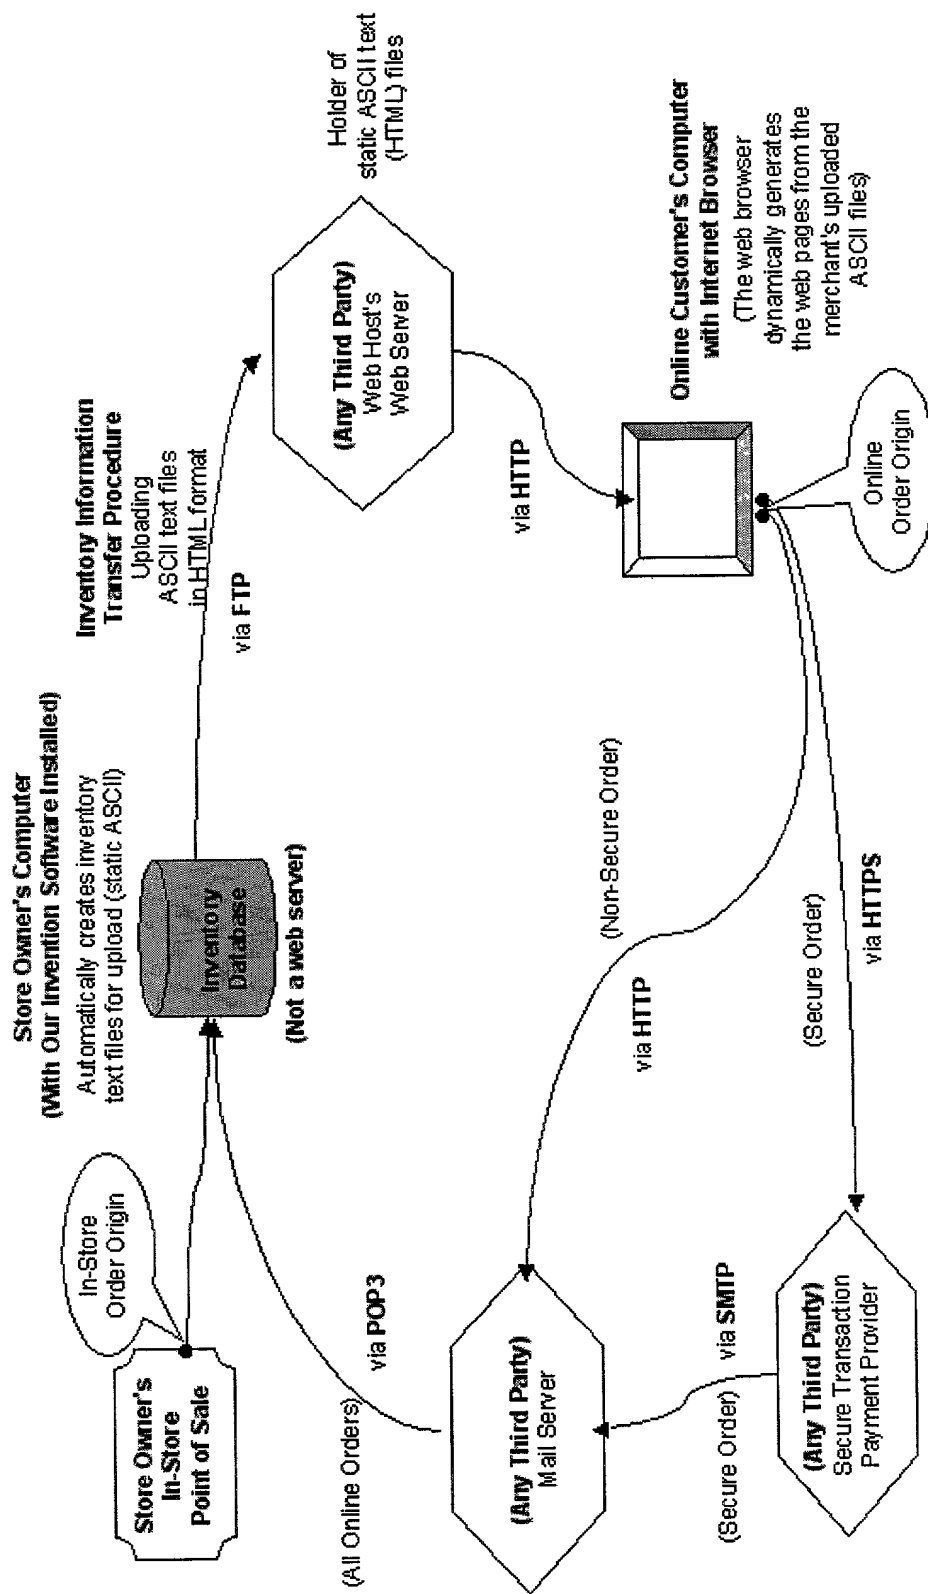 Store Owner's
In-Store
Point of Sale
In-Store
Order Origin
Store Owner's Computer
(With Our Invention Software Installed)
Automatically creates inventory
text files for upload (static ASCII)
Inventory
Database
(Not a web server)
Inventory Information
Transfer Procedure
Uploading
ASCII text files
in HTML format
via FTP
(Any Third Party)
Web Host's
Web Server
Holder of
static ASCII text
(HTML) files
via HTTP
Online Customer's Computer
with Internet Browser
(The web browser
dynamically generates
the web pages from the
merchant's uploaded
ASCII files)
Online
Order Origin
(Non-Secure Order)
via HTTP
(Secure Order)
via HTTPS
(Any Third Party)
Secure Transaction
Payment Provider
(Secure Order)
via SMTP
(Any Third Party)
Mail Server
(All Online Orders)
via POP3